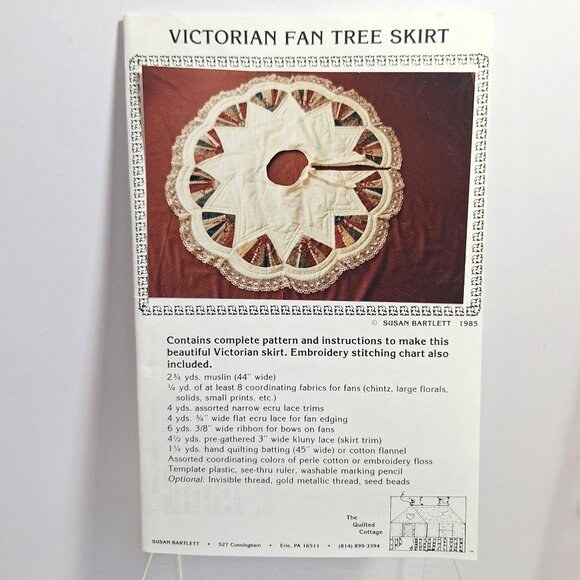 VICTORIAN FAN TREE SKIRT
© SUSAN BARTLETT 1985
Contains complete pattern and instructions to make this
beautiful Victorian skirt. Embroidery stitching chart also
included.
2¾ yds. muslin (44" wide)
¼ yd. of at least 8 coordinating fabrics for fans (chintz, large florals,
solids, small prints, etc.)
4 yds. assorted narrow ecru lace trims
4 yds. ¾" wide flat ecru lace for fan edging
6 yds. 3/8" wide ribbon for bows on fans
4½ yds. pre-gathered 3" wide kluny lace (skirt trim)
1¼ yds. hand quilting batting (45" wide) or cotton flannel
Assorted coordinating colors of perle cotton or embroidery floss
Template plastic, see-thru ruler, washable marking pencil
Optional: Invisible thread, gold metallic thread, seed beads
The
Quilted
Cottage
SUSAN BARTLETT • 527 Cunningham • Erie, PA 16511 • (814) 899-3394